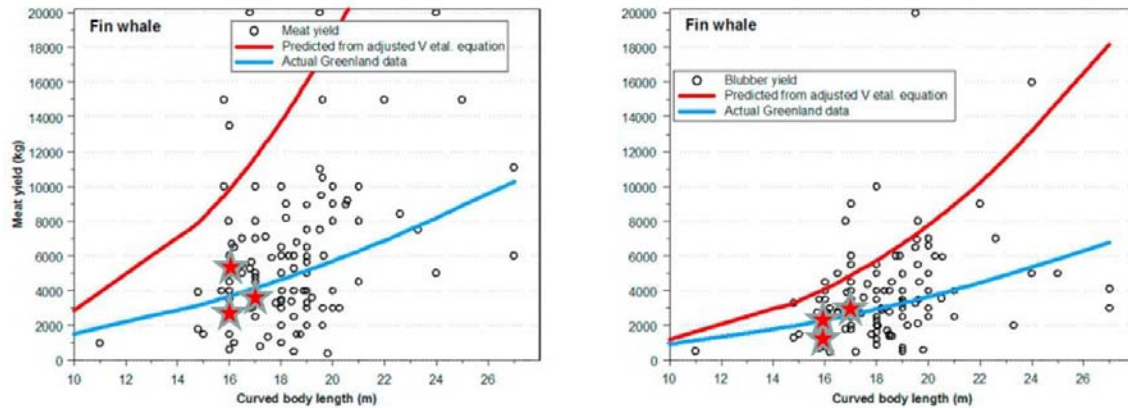 Fin whale
Meat yield
Predicted from adjusted V etal. equation
Actual Greenland data
20000
18000
16000
14000
12000
10000
8000
6000
4000
2000
0
Meat yield (kg)
10 12 14 16 18 20 22 24 26
Curved body length (m)
Fin whale
Blubber yield
Predicted from adjusted V etal. equation
Actual Greenland data
20000
18000
16000
14000
12000
10000
8000
6000
4000
2000
0
10 12 14 16 18 20 22 24 26
Curved body length (m)